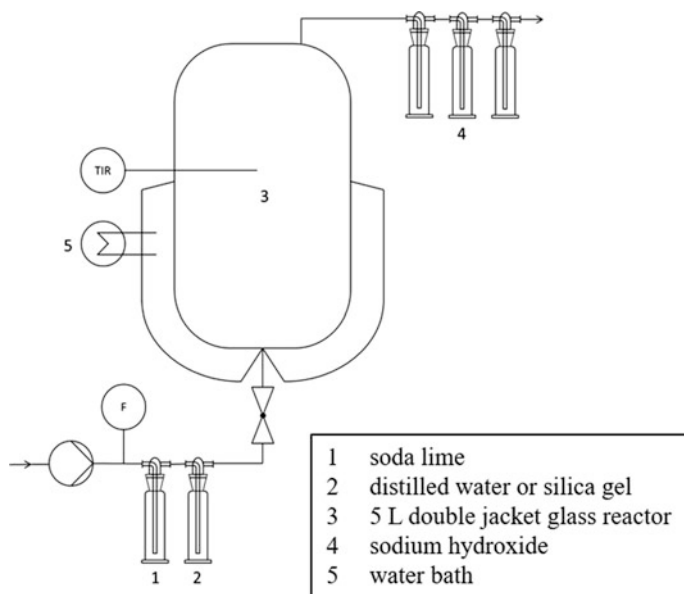 4
TIR
3
5
F
1 2
1 soda lime
2 distilled water or silica gel
3 5 L double jacket glass reactor
4 sodium hydroxide
5 water bath